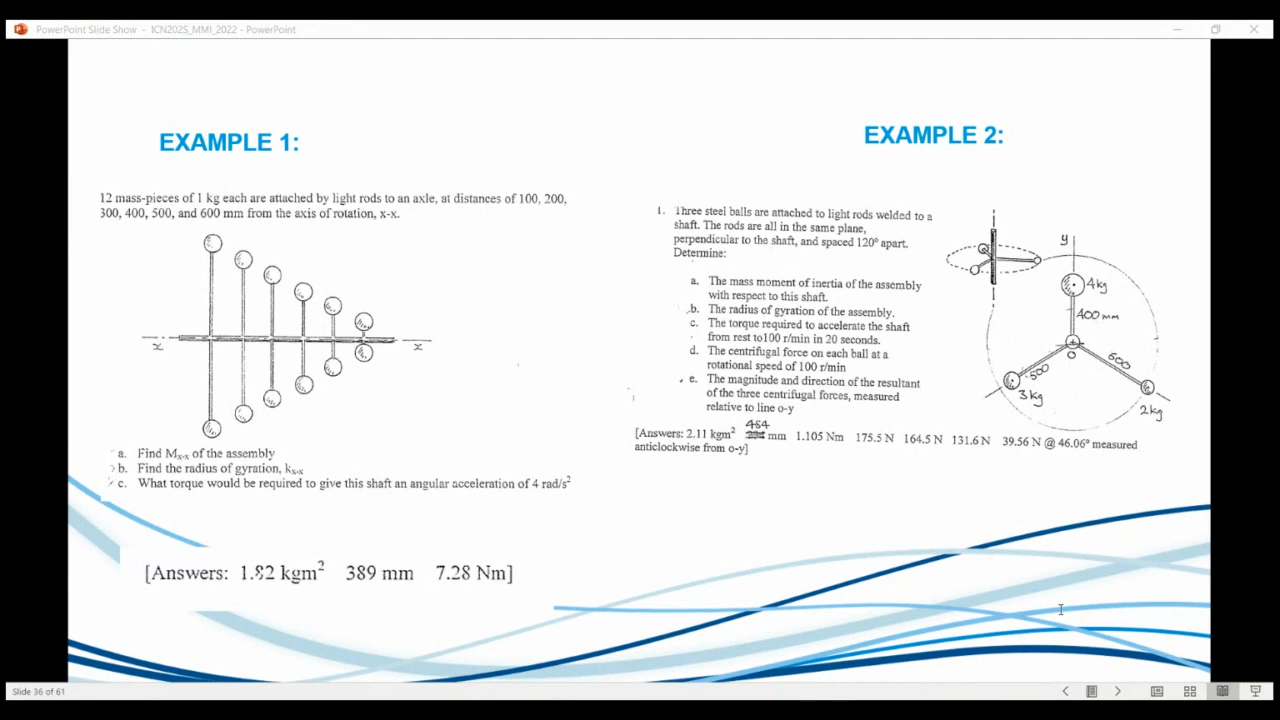 PowerPoint Slide Show - ICN202S_MMI_2022 - PowerPoint
EXAMPLE 1:
12 mass-pieces of 1 kg each are attached by light rods to an axle, at distances of 100, 200,
300, 400, 500, and 600 mm from the axis of rotation, x-x.
x
x
a. Find Mx-x of the assembly
b. Find the radius of gyration, kx-x
c. What torque would be required to give this shaft an angular acceleration of 4 rad/s²
[Answers: 1.82 kgm² 389 mm 7.28 Nm]
EXAMPLE 2:
1. Three steel balls are attached to light rods welded to a
shaft. The rods are all in the same plane,
perpendicular to the shaft, and spaced 120° apart.
Determine:
a. The mass moment of inertia of the assembly
with respect to this shaft.
b. The radius of gyration of the assembly.
c. The torque required to accelerate the shaft
from rest to100 r/min in 20 seconds.
d. The centrifugal force on each ball at a
rotational speed of 100 r/min
e. The magnitude and direction of the resultant
of the three centrifugal forces, measured
relative to line o-y
y
4kg
400mm
O
500
600
3kg
2kg
484
[Answers: 2.11 kgm² mm 1.105 Nm 175.5 N 164.5 N 131.6 N 39.56 N @ 46.06° measured
anticlockwise from o-y]
Slide 36 of 61